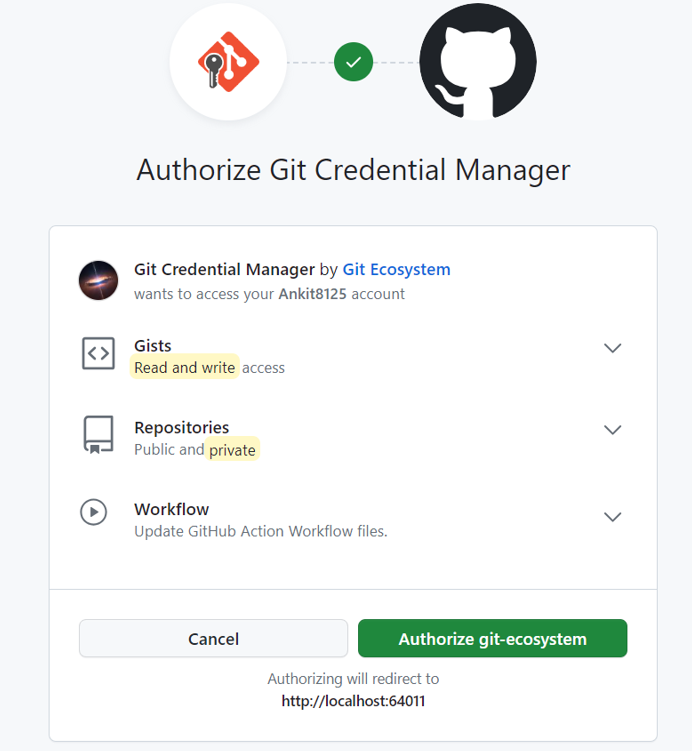 Authorize Git Credential Manager
Git Credential Manager by Git Ecosystem
wants to access your Ankit8125 account
Gists
Read and write access
Repositories
Public and private
Workflow
Update GitHub Action Workflow files.
Cancel
Authorize git-ecosystem
Authorizing will redirect to
http://localhost:64011